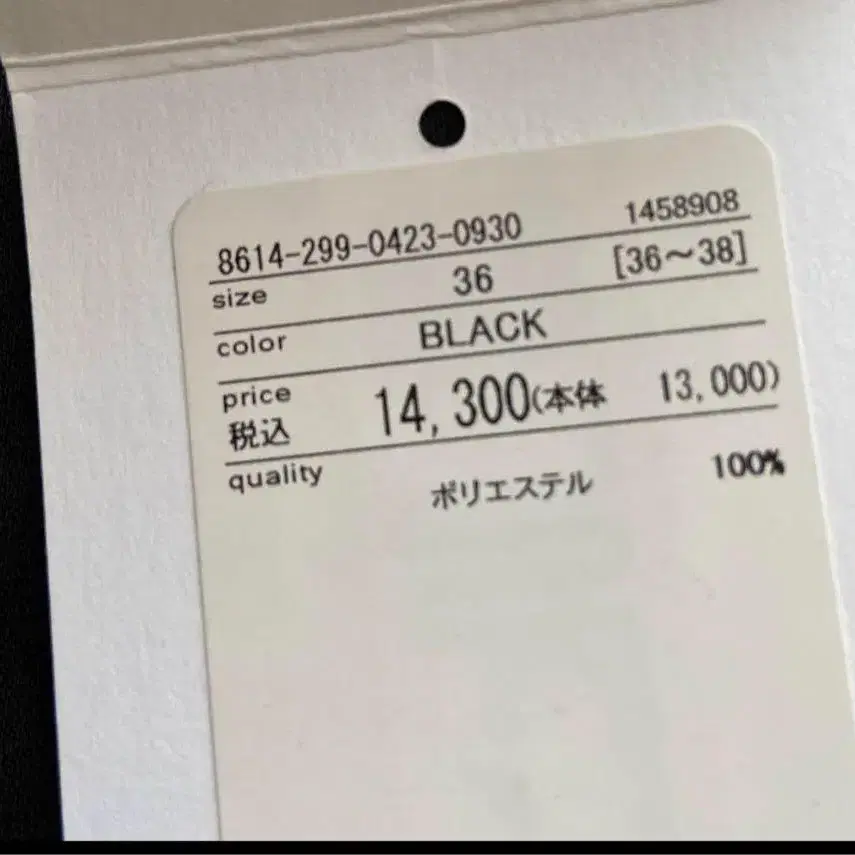 8614-299-0423-0930 1458908
size 36 [36～38]
color BLACK
price
税込 14,300(本体 13,000)
quality ポリエステル 100%